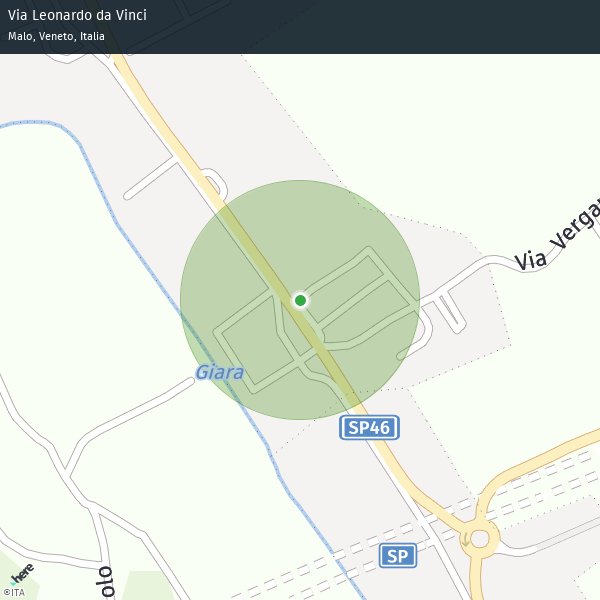 Via Leonardo da Vinci
Malo, Veneto, Italia
Via Verga
Giara
SP46
SP
olo
here
©ITA